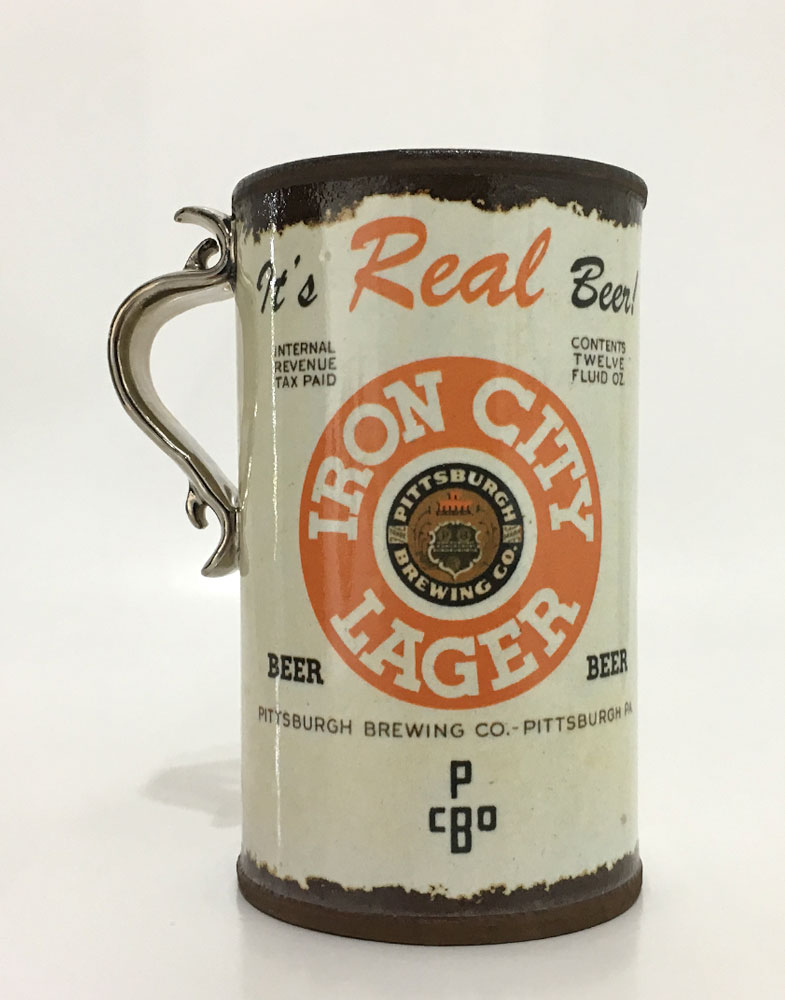 It's Real Beer!
INTERNAL
REVENUE
TAX PAID
CONTENTS
TWELVE
FLUID OZ.
IRON CITY
PITTSBURGH
BREWING CO.
LAGER
BEER
BEER
PITTSBURGH BREWING CO.-PITTSBURGH PA
P
CBO